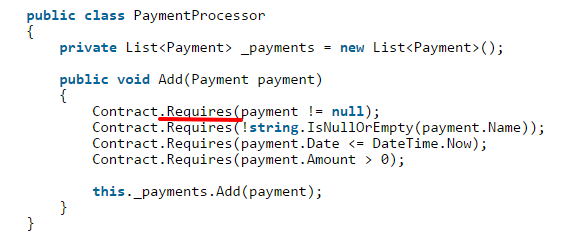 public class PaymentProcessor
{
    private List<Payment> _payments = new List<Payment>();
    public void Add(Payment payment)
    {
        Contract.Requires(payment != null);
        Contract.Requires(!string.IsNullOrEmpty(payment.Name));
        Contract.Requires(payment.Date <= DateTime.Now);
        Contract.Requires(payment.Amount > 0);
        this._payments.Add(payment);
    }
}